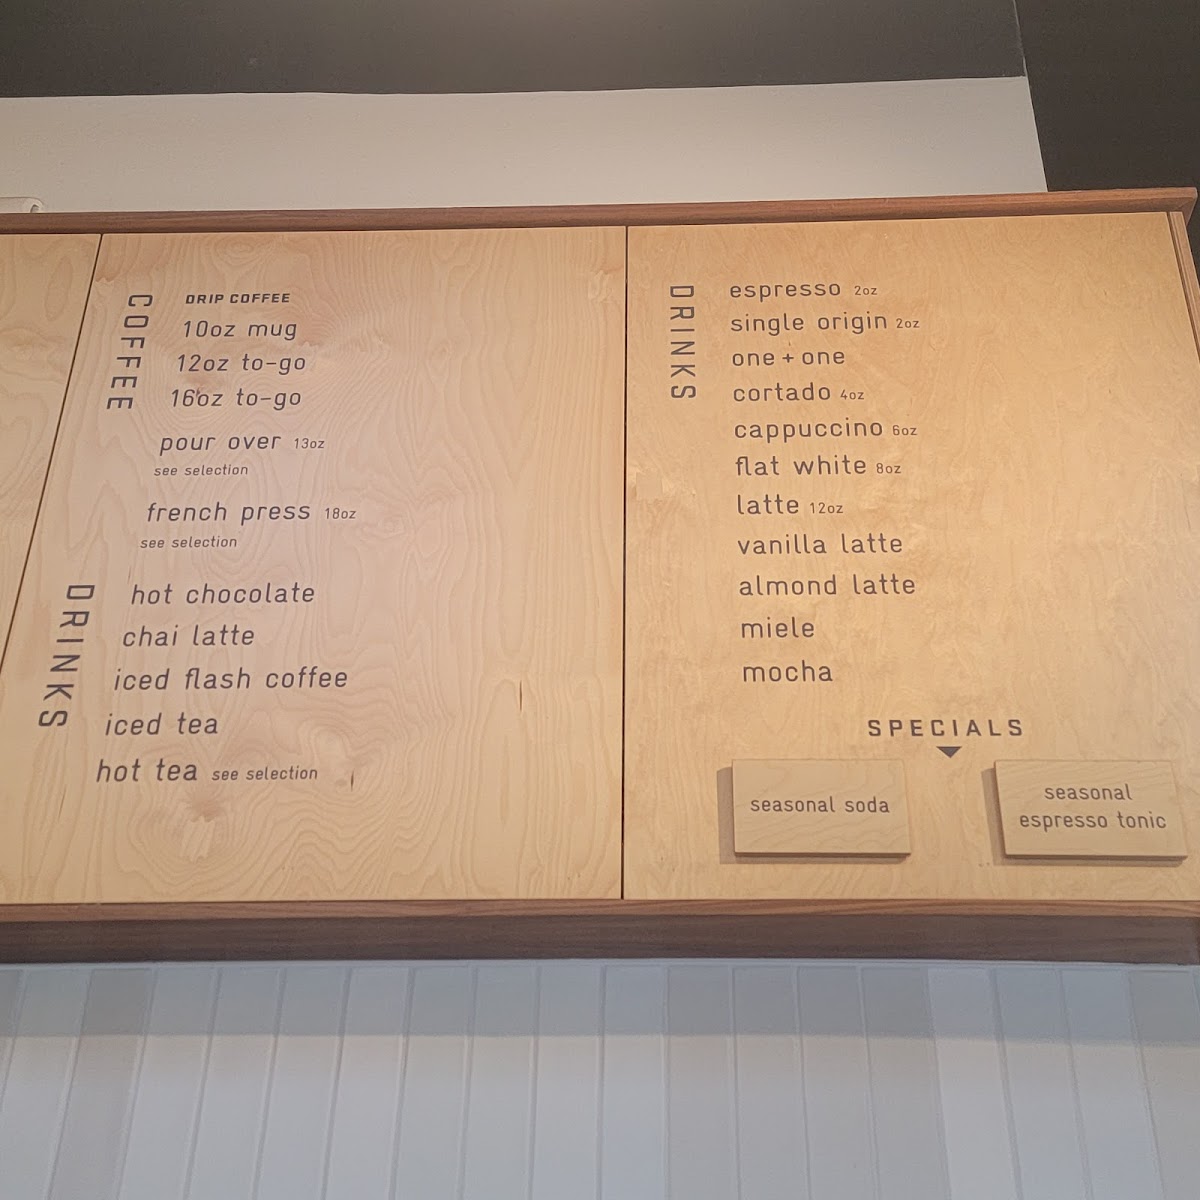 COFFEE
DRIP COFFEE
10oz mug
12oz to-go
16oz to-go
pour over 13oz
see selection
french press 18oz
see selection
DRINKS
hot chocolate
chai latte
iced flash coffee
iced tea
hot tea see selection
DRINKS
espresso 2oz
single origin 2oz
one + one
cortado 4oz
cappuccino 6oz
flat white 8oz
latte 12oz
vanilla latte
almond latte
miele
mocha
SPECIALS
seasonal soda
seasonal
espresso tonic